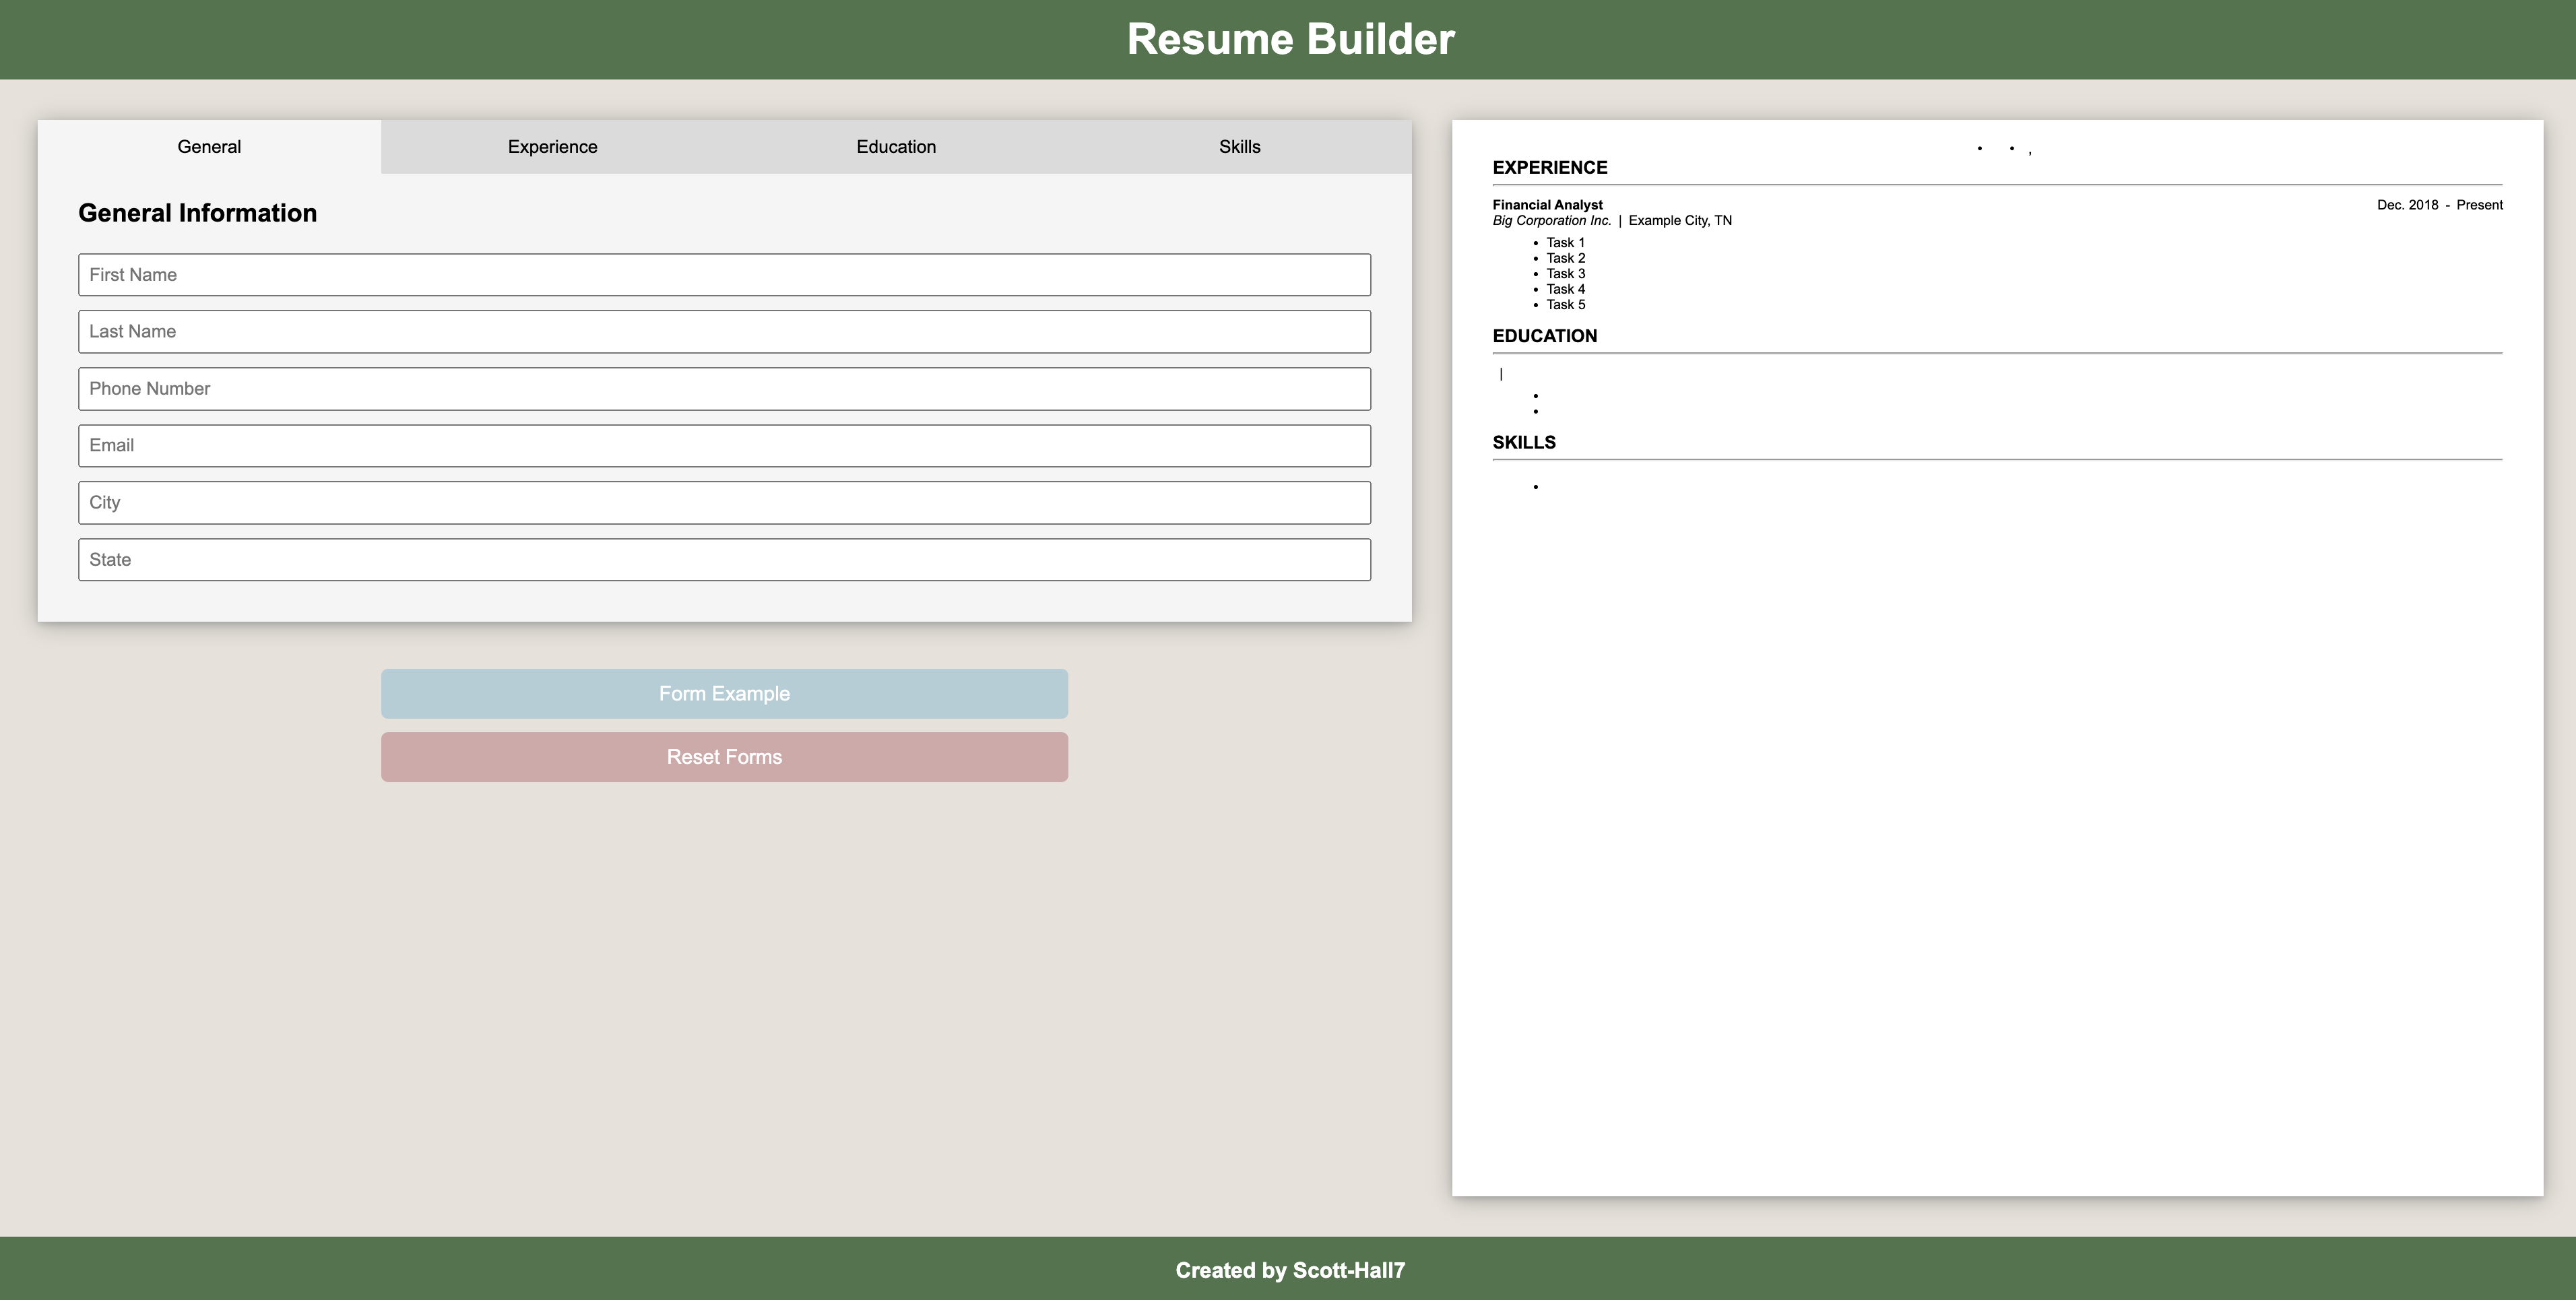 Resume Builder
General
Experience
Education
Skills
General Information
First Name
Last Name
Phone Number
Email
City
State
Form Example
Reset Forms
• • ,
EXPERIENCE
Financial Analyst Dec. 2018 - Present
Big Corporation Inc. | Example City, TN
• Task 1
• Task 2
• Task 3
• Task 4
• Task 5
EDUCATION
|
•
•
SKILLS
•
Created by Scott-Hall7